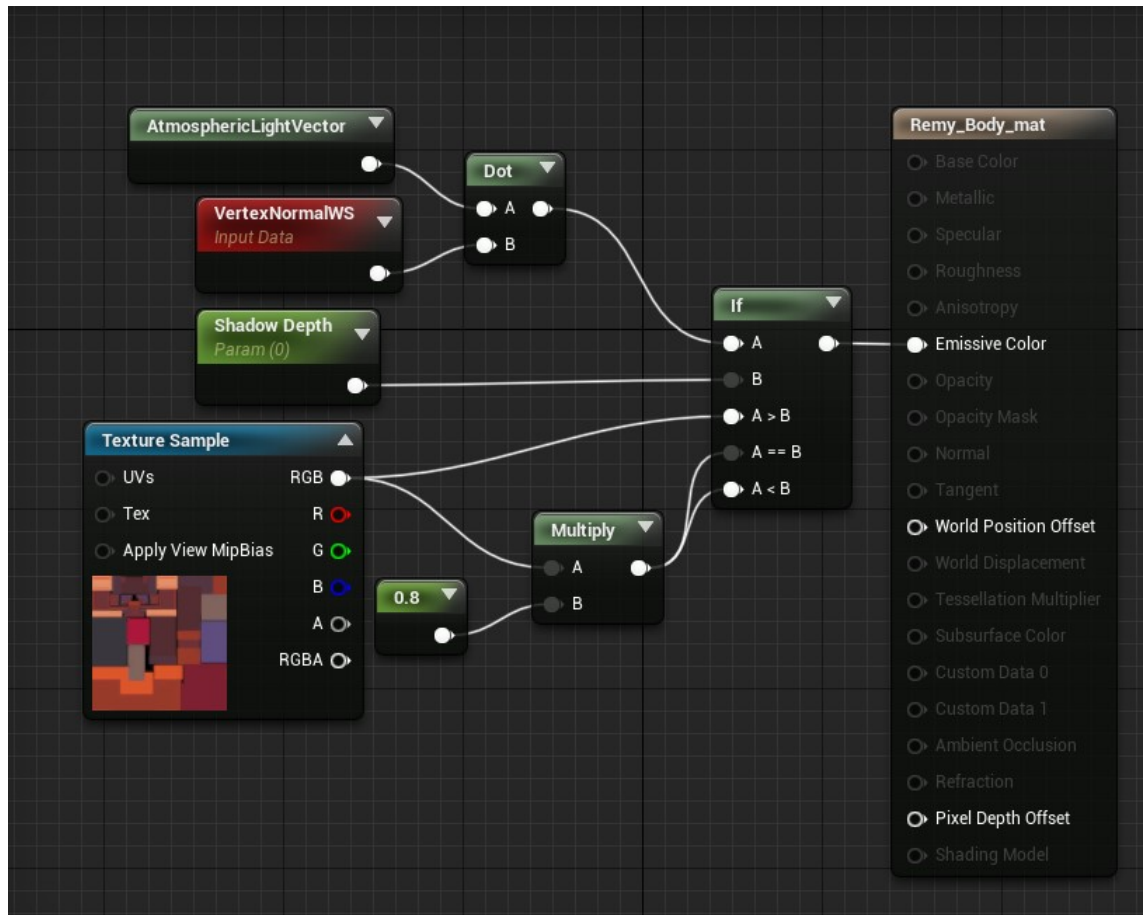 AtmosphericLightVector
Dot
A
B
VertexNormalWS
Input Data
Shadow Depth
Param (0)
Texture Sample
UVs
RGB
Tex
R
Apply View MipBias
G
B
A
RGBA
0.8
Multiply
A
B
If
A
B
A > B
A == B
A < B
Remy_Body_mat
Base Color
Metallic
Specular
Roughness
Anisotropy
Emissive Color
Opacity
Opacity Mask
Normal
Tangent
World Position Offset
World Displacement
Tessellation Multiplier
Subsurface Color
Custom Data 0
Custom Data 1
Ambient Occlusion
Refraction
Pixel Depth Offset
Shading Model